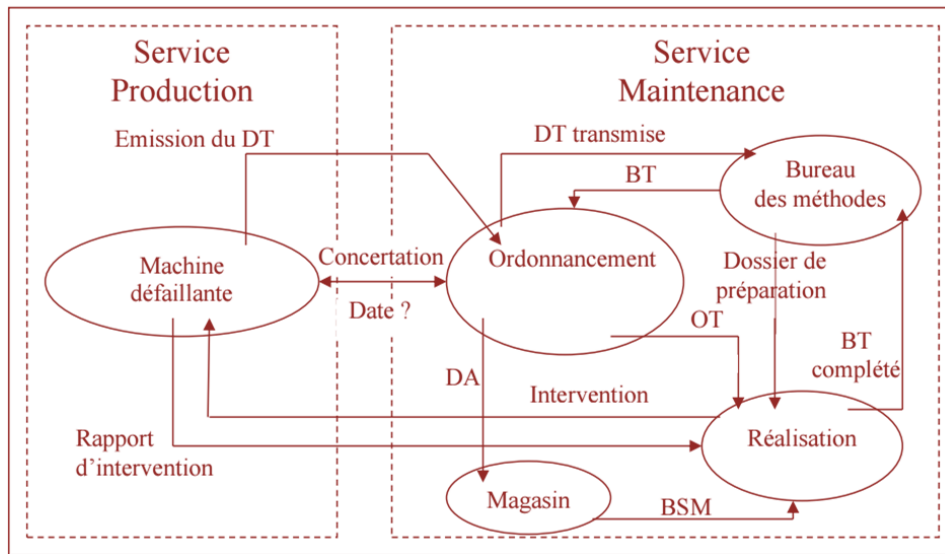 Service
Production
Service
Maintenance
Emission du DT
DT transmise
BT
Bureau
des méthodes
Machine
défaillante
Concertation
Date ?
Ordonnancement
Dossier de
préparation
OT
BT
complété
DA
Intervention
Rapport
d’intervention
Réalisation
Magasin
BSM